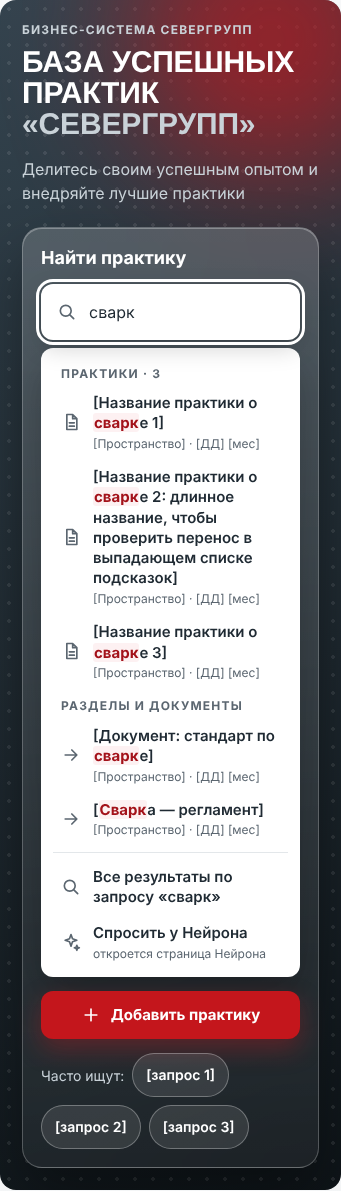 БИЗНЕС-СИСТЕМА СЕВЕРГРУПП
БАЗА УСПЕШНЫХ
ПРАКТИК
«СЕВЕРГРУПП»
Делитесь своим успешным опытом и
внедряйте лучшие практики
Найти практику
сварк
ПРАКТИКИ · 3
[Название практики о
сварке 1]
[Пространство] · [ДД] [мес]
[Название практики о
сварке 2: длинное
название, чтобы
проверить перенос в
выпадающем списке
подсказок]
[Пространство] · [ДД] [мес]
[Название практики о
сварке 3]
[Пространство] · [ДД] [мес]
РАЗДЕЛЫ И ДОКУМЕНТЫ
[Документ: стандарт по
сварке]
[Пространство] · [ДД] [мес]
[Сварка — регламент]
[Пространство] · [ДД] [мес]
Все результаты по
запросу «сварк»
Спросить у Нейрона
откроется страница Нейрона
Добавить практику
Часто ищут: [запрос 1]
[запрос 2] [запрос 3]